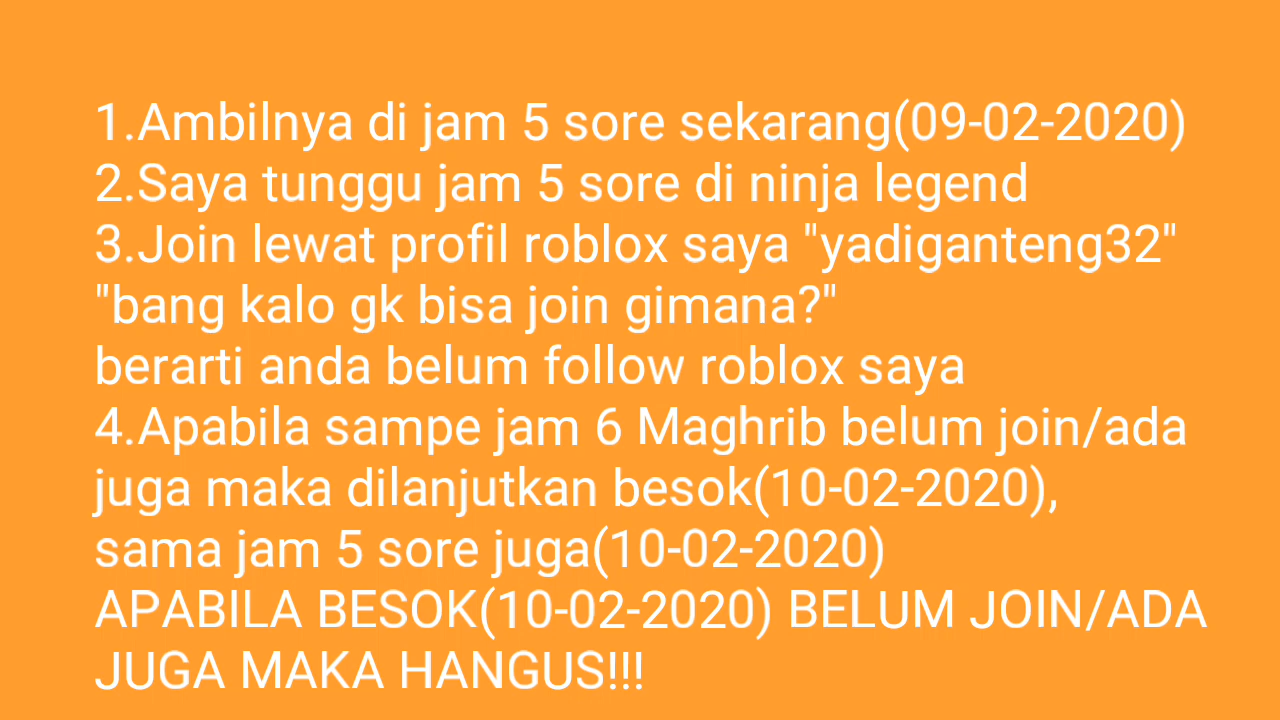 1.Ambilnya di jam 5 sore sekarang(09-02-2020)
2.Saya tunggu jam 5 sore di ninja legend
3.Join lewat profil roblox saya "yadiganteng32"
"bang kalo gk bisa join gimana?"
berarti anda belum follow roblox saya
4.Apabila sampe jam 6 Maghrib belum join/ada
juga maka dilanjutkan besok(10-02-2020),
sama jam 5 sore juga(10-02-2020)
APABILA BESOK(10-02-2020) BELUM JOIN/ADA
JUGA MAKA HANGUS!!!